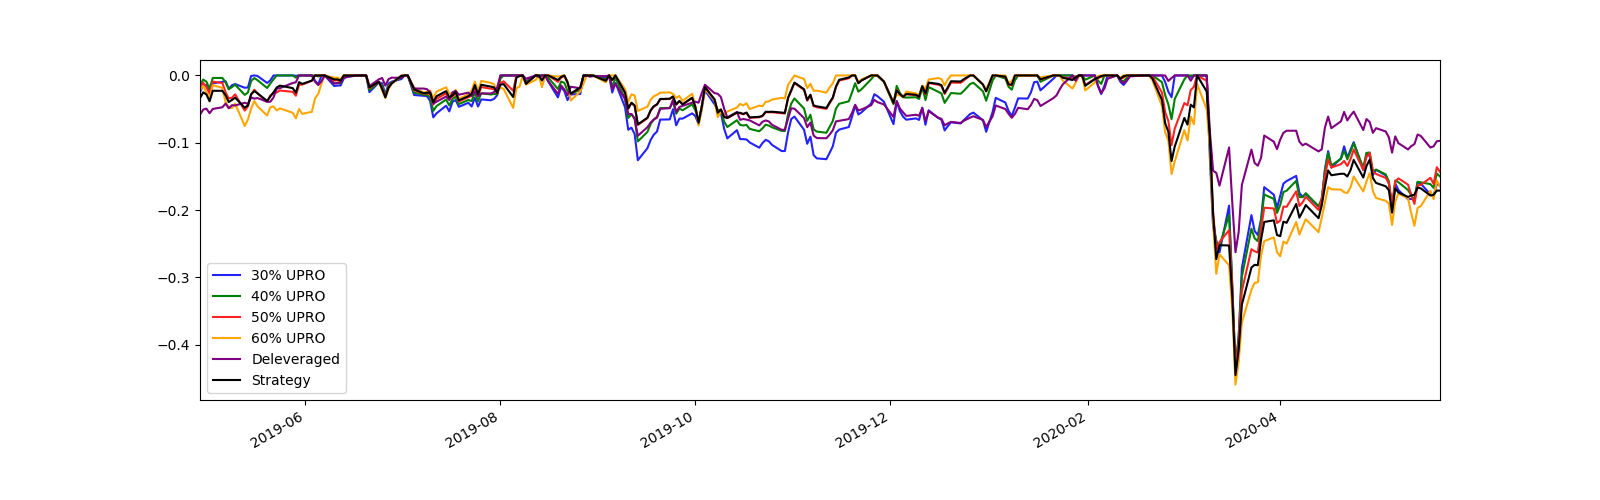 0.0
−0.1
−0.2
−0.3
−0.4
30% UPRO
40% UPRO
50% UPRO
60% UPRO
Deleveraged
Strategy
2019-06
2019-08
2019-10
2019-12
2020-02
2020-04